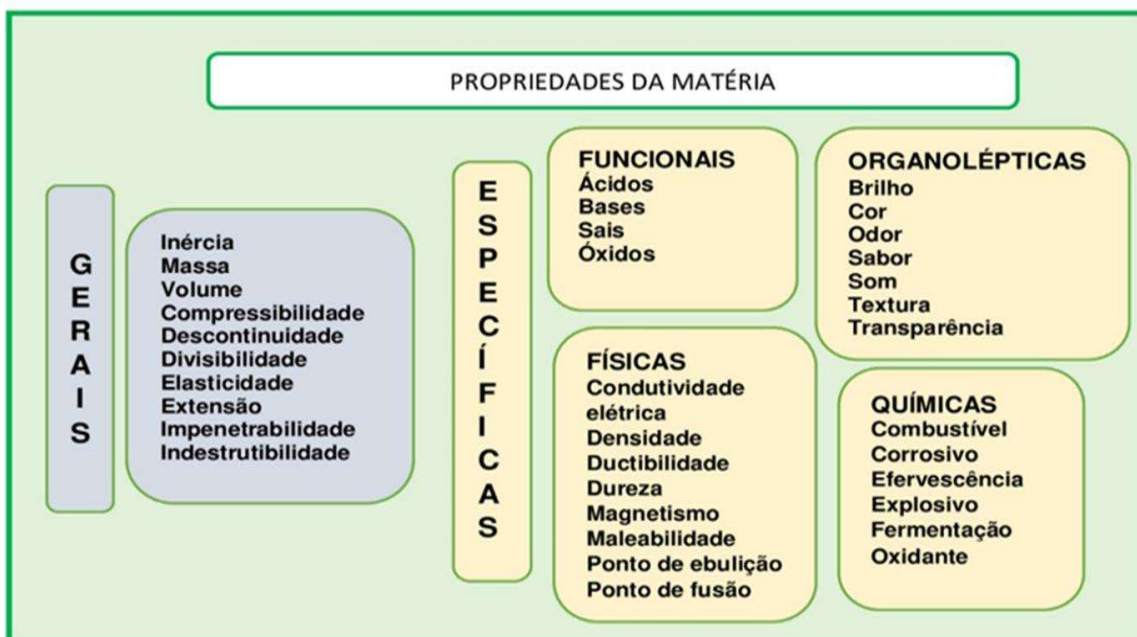 PROPRIEDADES DA MATÉRIA
GERAIS
Inércia
Massa
Volume
Compressibilidade
Descontinuidade
Divisibilidade
Elasticidade
Extensão
Impenetrabilidade
Indestrutibilidade
ESPECÍFICAS
FUNCIONAIS
Ácidos
Bases
Sais
Óxidos
ORGANOLÉPTICAS
Brilho
Cor
Odor
Sabor
Som
Textura
Transparência
FÍSICAS
Condutividade
elétrica
Densidade
Ductibilidade
Dureza
Magnetismo
Maleabilidade
Ponto de ebulição
Ponto de fusão
QUÍMICAS
Combustível
Corrosivo
Efervescência
Explosivo
Fermentação
Oxidante